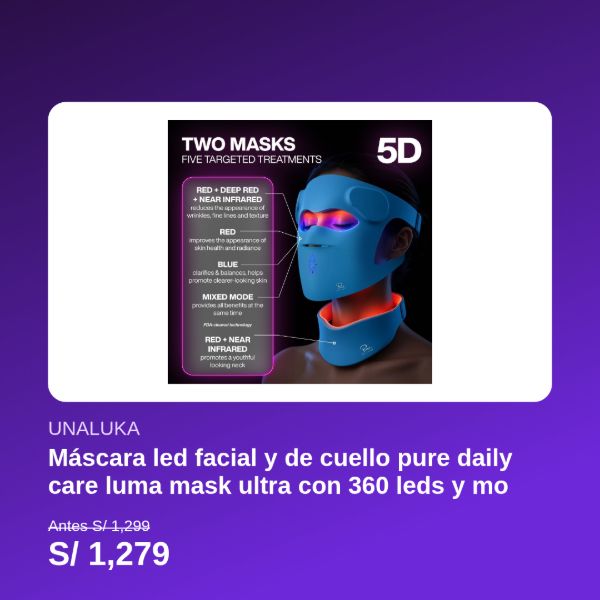 TWO MASKS
FIVE TARGETED TREATMENTS
5D
RED + DEEP RED
+ NEAR INFRARED
reduces the appearance of
wrinkles, fine lines and texture
RED
improves the appearance of
skin health and radiance
BLUE
clarifies & balances, helps
promote clearer-looking skin
MIXED MODE
provides all benefits at the
same time
FDA-cleared technology
RED + NEAR
INFRARED
promotes a youthful
looking neck
UNALUKA
Máscara led facial y de cuello pure daily
care luma mask ultra con 360 leds y mo
Antes S/ 1,299
S/ 1,279